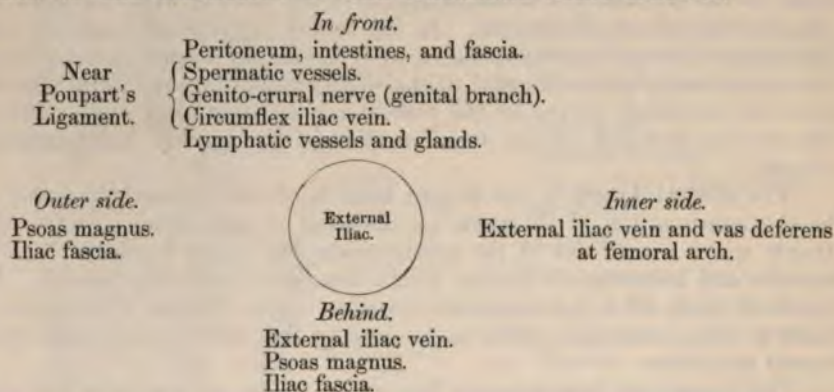 In front.
Peritoneum, intestines, and fascia.
Near
Poupart's
Ligament.
Spermatic vessels.
Genito-crural nerve (genital branch).
Circumflex iliac vein.
Lymphatic vessels and glands.
Outer side.
Psoas magnus.
Iliac fascia.
External
Iliac.
Inner side.
External iliac vein and vas deferens
at femoral arch.
Behind.
External iliac vein.
Psoas magnus.
Iliac fascia.